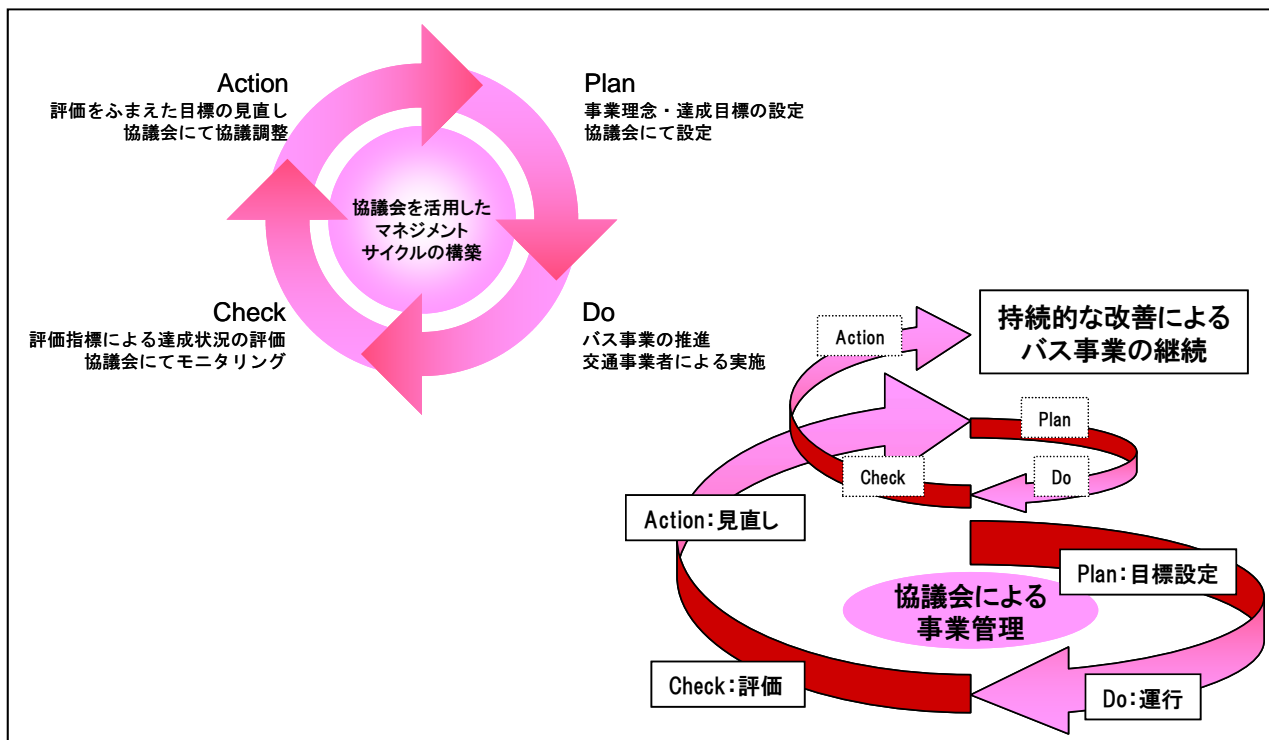 Action
評価をふまえた目標の見直し
協議会にて協議調整
Plan
事業理念・達成目標の設定
協議会にて設定
協議会を活用した
マネジメント
サイクルの構築
Check
評価指標による達成状況の評価
協議会にてモニタリング
Do
バス事業の推進
交通事業者による実施
持続的な改善による
バス事業の継続
Action
Plan
Check
Do
Action：見直し
Plan：目標設定
協議会による
事業管理
Check：評価
Do：運行